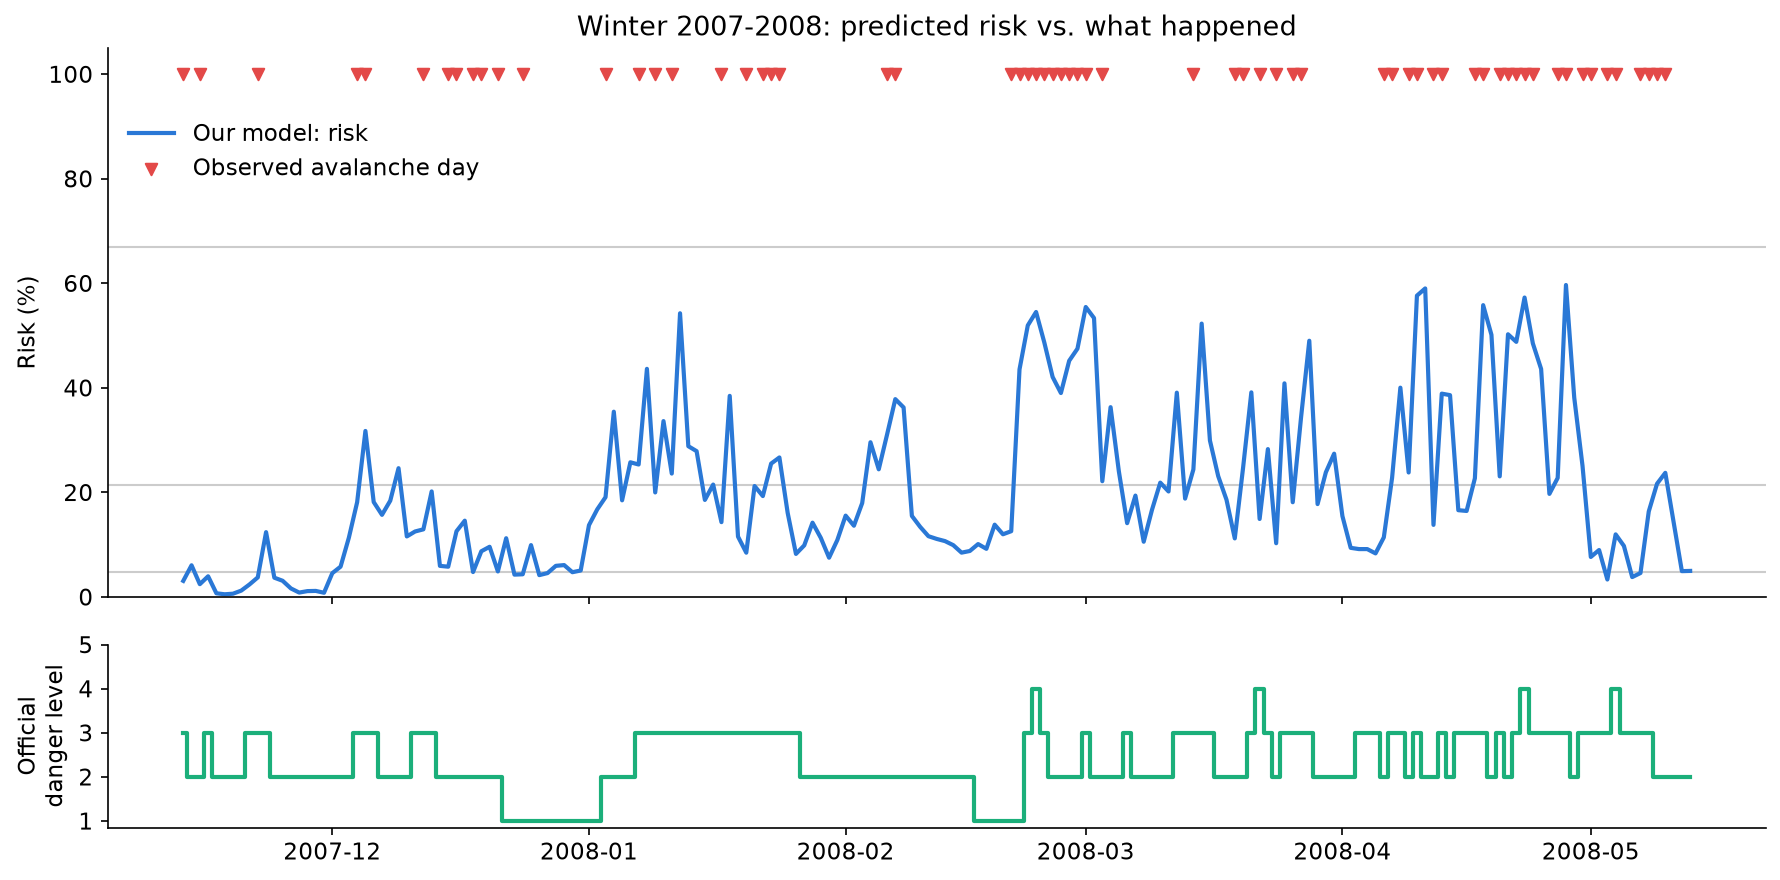 Winter 2007-2008: predicted risk vs. what happened
100
80
60
40
20
0
Risk (%)
Our model: risk
Observed avalanche day
5
4
3
2
1
Official
danger level
2007-12
2008-01
2008-02
2008-03
2008-04
2008-05